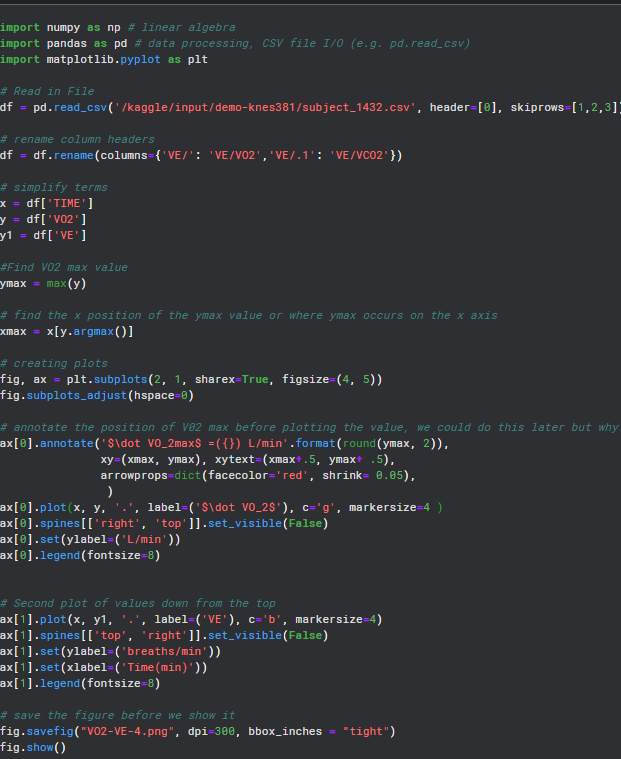 import numpy as np # linear algebra
import pandas as pd # data processing, CSV file I/O (e.g. pd.read_csv)
import matplotlib.pyplot as plt
# Read in File
df = pd.read_csv('/kaggle/input/demo-knes381/subject_1432.csv', header=[0], skiprows=[1,2,3])
# rename column headers
df = df.rename(columns={'VE/': 'VE/VO2','VE/.1': 'VE/VCO2'})
# simplify terms
x = df['TIME']
y = df['VO2']
y1 = df['VE']
#Find VO2 max value
ymax = max(y)
# find the x position of the ymax value or where ymax occurs on the x axis
xmax = x[y.argmax()]
# creating plots
fig, ax = plt.subplots(2, 1, sharex=True, figsize=(4, 5))
fig.subplots_adjust(hspace=0)
# annotate the position of V02 max before plotting the value, we could do this later but why
ax[0].annotate('$\dot VO_2max$ =({}) L/min'.format(round(ymax, 2)),
xy=(xmax, ymax), xytext=(xmax+.5, ymax+ .5),
arrowprops=dict(facecolor='red', shrink= 0.05),
)
ax[0].plot(x, y, '.', label=('$\dot VO_2$'), c='g', markersize=4 )
ax[0].spines[['right', 'top']].set_visible(False)
ax[0].set(ylabel=('L/min'))
ax[0].legend(fontsize=8)
# Second plot of values down from the top
ax[1].plot(x, y1, '.', label=('VE'), c='b', markersize=4)
ax[1].spines[['top', 'right']].set_visible(False)
ax[1].set(ylabel=('breaths/min'))
ax[1].set(xlabel=('Time(min)'))
ax[1].legend(fontsize=8)
# save the figure before we show it
fig.savefig("VO2-VE-4.png", dpi=300, bbox_inches = "tight")
fig.show()